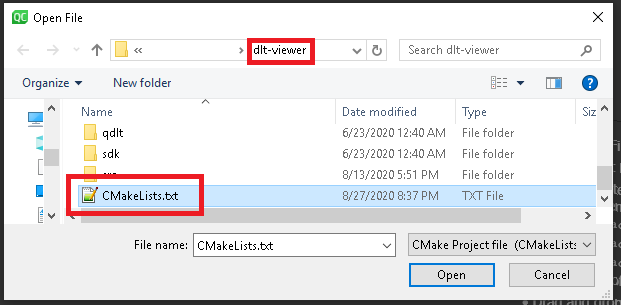 QC Open File
« dlt-viewer
Search dlt-viewer
Organize New folder
Name Date modified Type Siz
qdlt 6/23/2020 12:40 AM File folder
sdk 6/23/2020 12:40 AM File folder
8/13/2020 5:51 PM File folder
CMakeLists.txt 8/27/2020 8:37 PM TXT File
File name: CMakeLists.txt CMake Project file (CMakeLists
Open Cancel